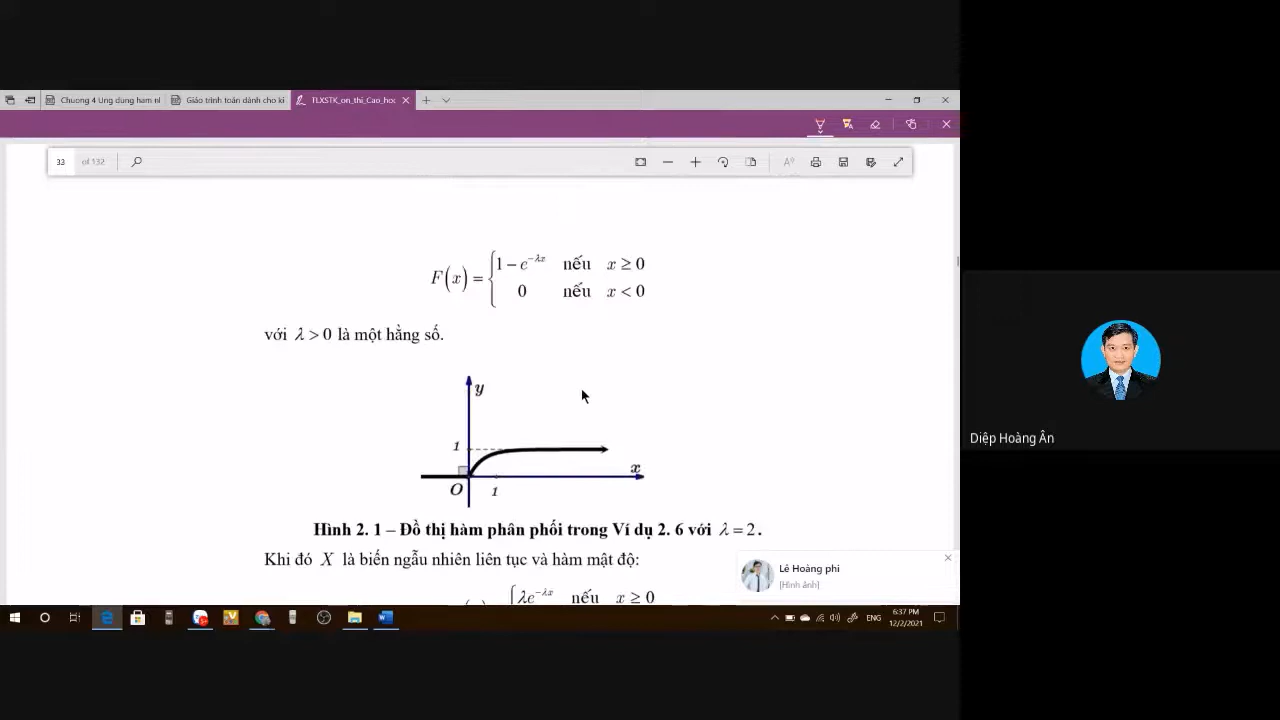 Chuong 4 Ung dung ham nl
Giáo trình toán dành cho ki
TLXSTK_on_thi_Cao_hoc
33 of 132
F(x) = { 1 − e^{−λx} nếu x ≥ 0
0 nếu x < 0
với λ > 0 là một hằng số.
y
1
x
O 1
Hình 2. 1 – Đồ thị hàm phân phối trong Ví dụ 2. 6 với λ = 2.
Khi đó X là biến ngẫu nhiên liên tục và hàm mật độ:
λe^{−λx} nếu x ≥ 0
Lê Hoàng phi
[Hình ảnh]
Diệp Hoàng Ân
ENG
6:37 PM
12/2/2021